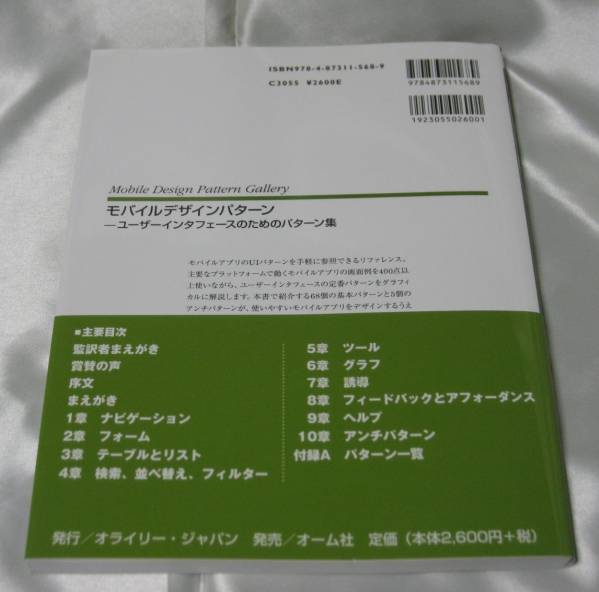 ISBN978-4-87311-568-9
C3055 ¥2600E
9784873115689
1923055026001
Mobile Design Pattern Gallery
モバイルデザインパターン
―ユーザーインタフェースのためのパターン集
モバイルアプリのUIパターンを手軽に参照できるリファレンス。
主要なプラットフォームで動くモバイルアプリの画面例を400点以
上使いながら、ユーザーインタフェースの定番パターンをグラフィ
カルに解説します。本書で紹介する68個の基本パターンと5個の
アンチパターンが、使いやすいモバイルアプリをデザインするうえ
■主要目次
監訳者まえがき
賞賛の声
序文
まえがき
1章 ナビゲーション
2章 フォーム
3章 テーブルとリスト
4章 検索、並べ替え、フィルター
5章 ツール
6章 グラフ
7章 誘導
8章 フィードバックとアフォーダンス
9章 ヘルプ
10章 アンチパターン
付録A パターン一覧
発行／オライリー・ジャパン 発売／オーム社 定価（本体2,600円+税）